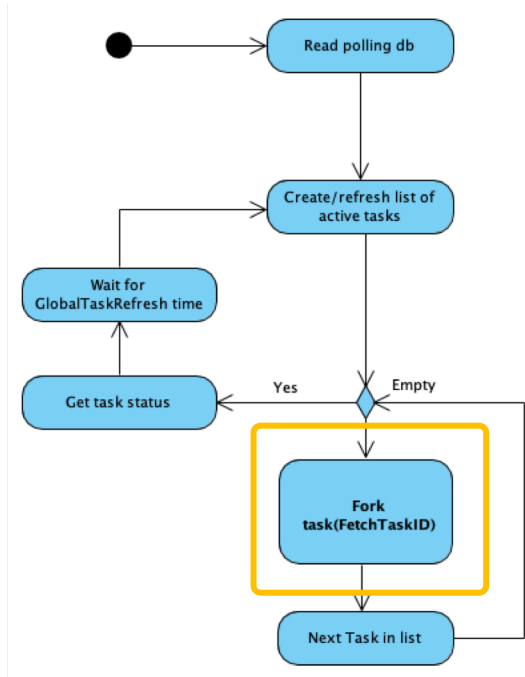 Read polling db
Create/refresh list of
active tasks
Wait for
GlobalTaskRefresh time
Get task status
Yes
Empty
Fork
task(FetchTaskID)
Next Task in list